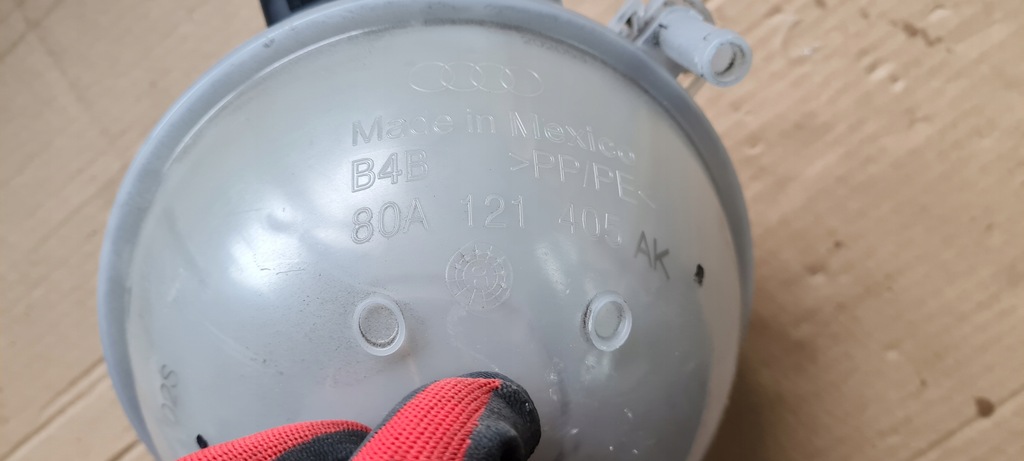 Made in Mexico
B4B >PP/PE<
80A 121 405 AK